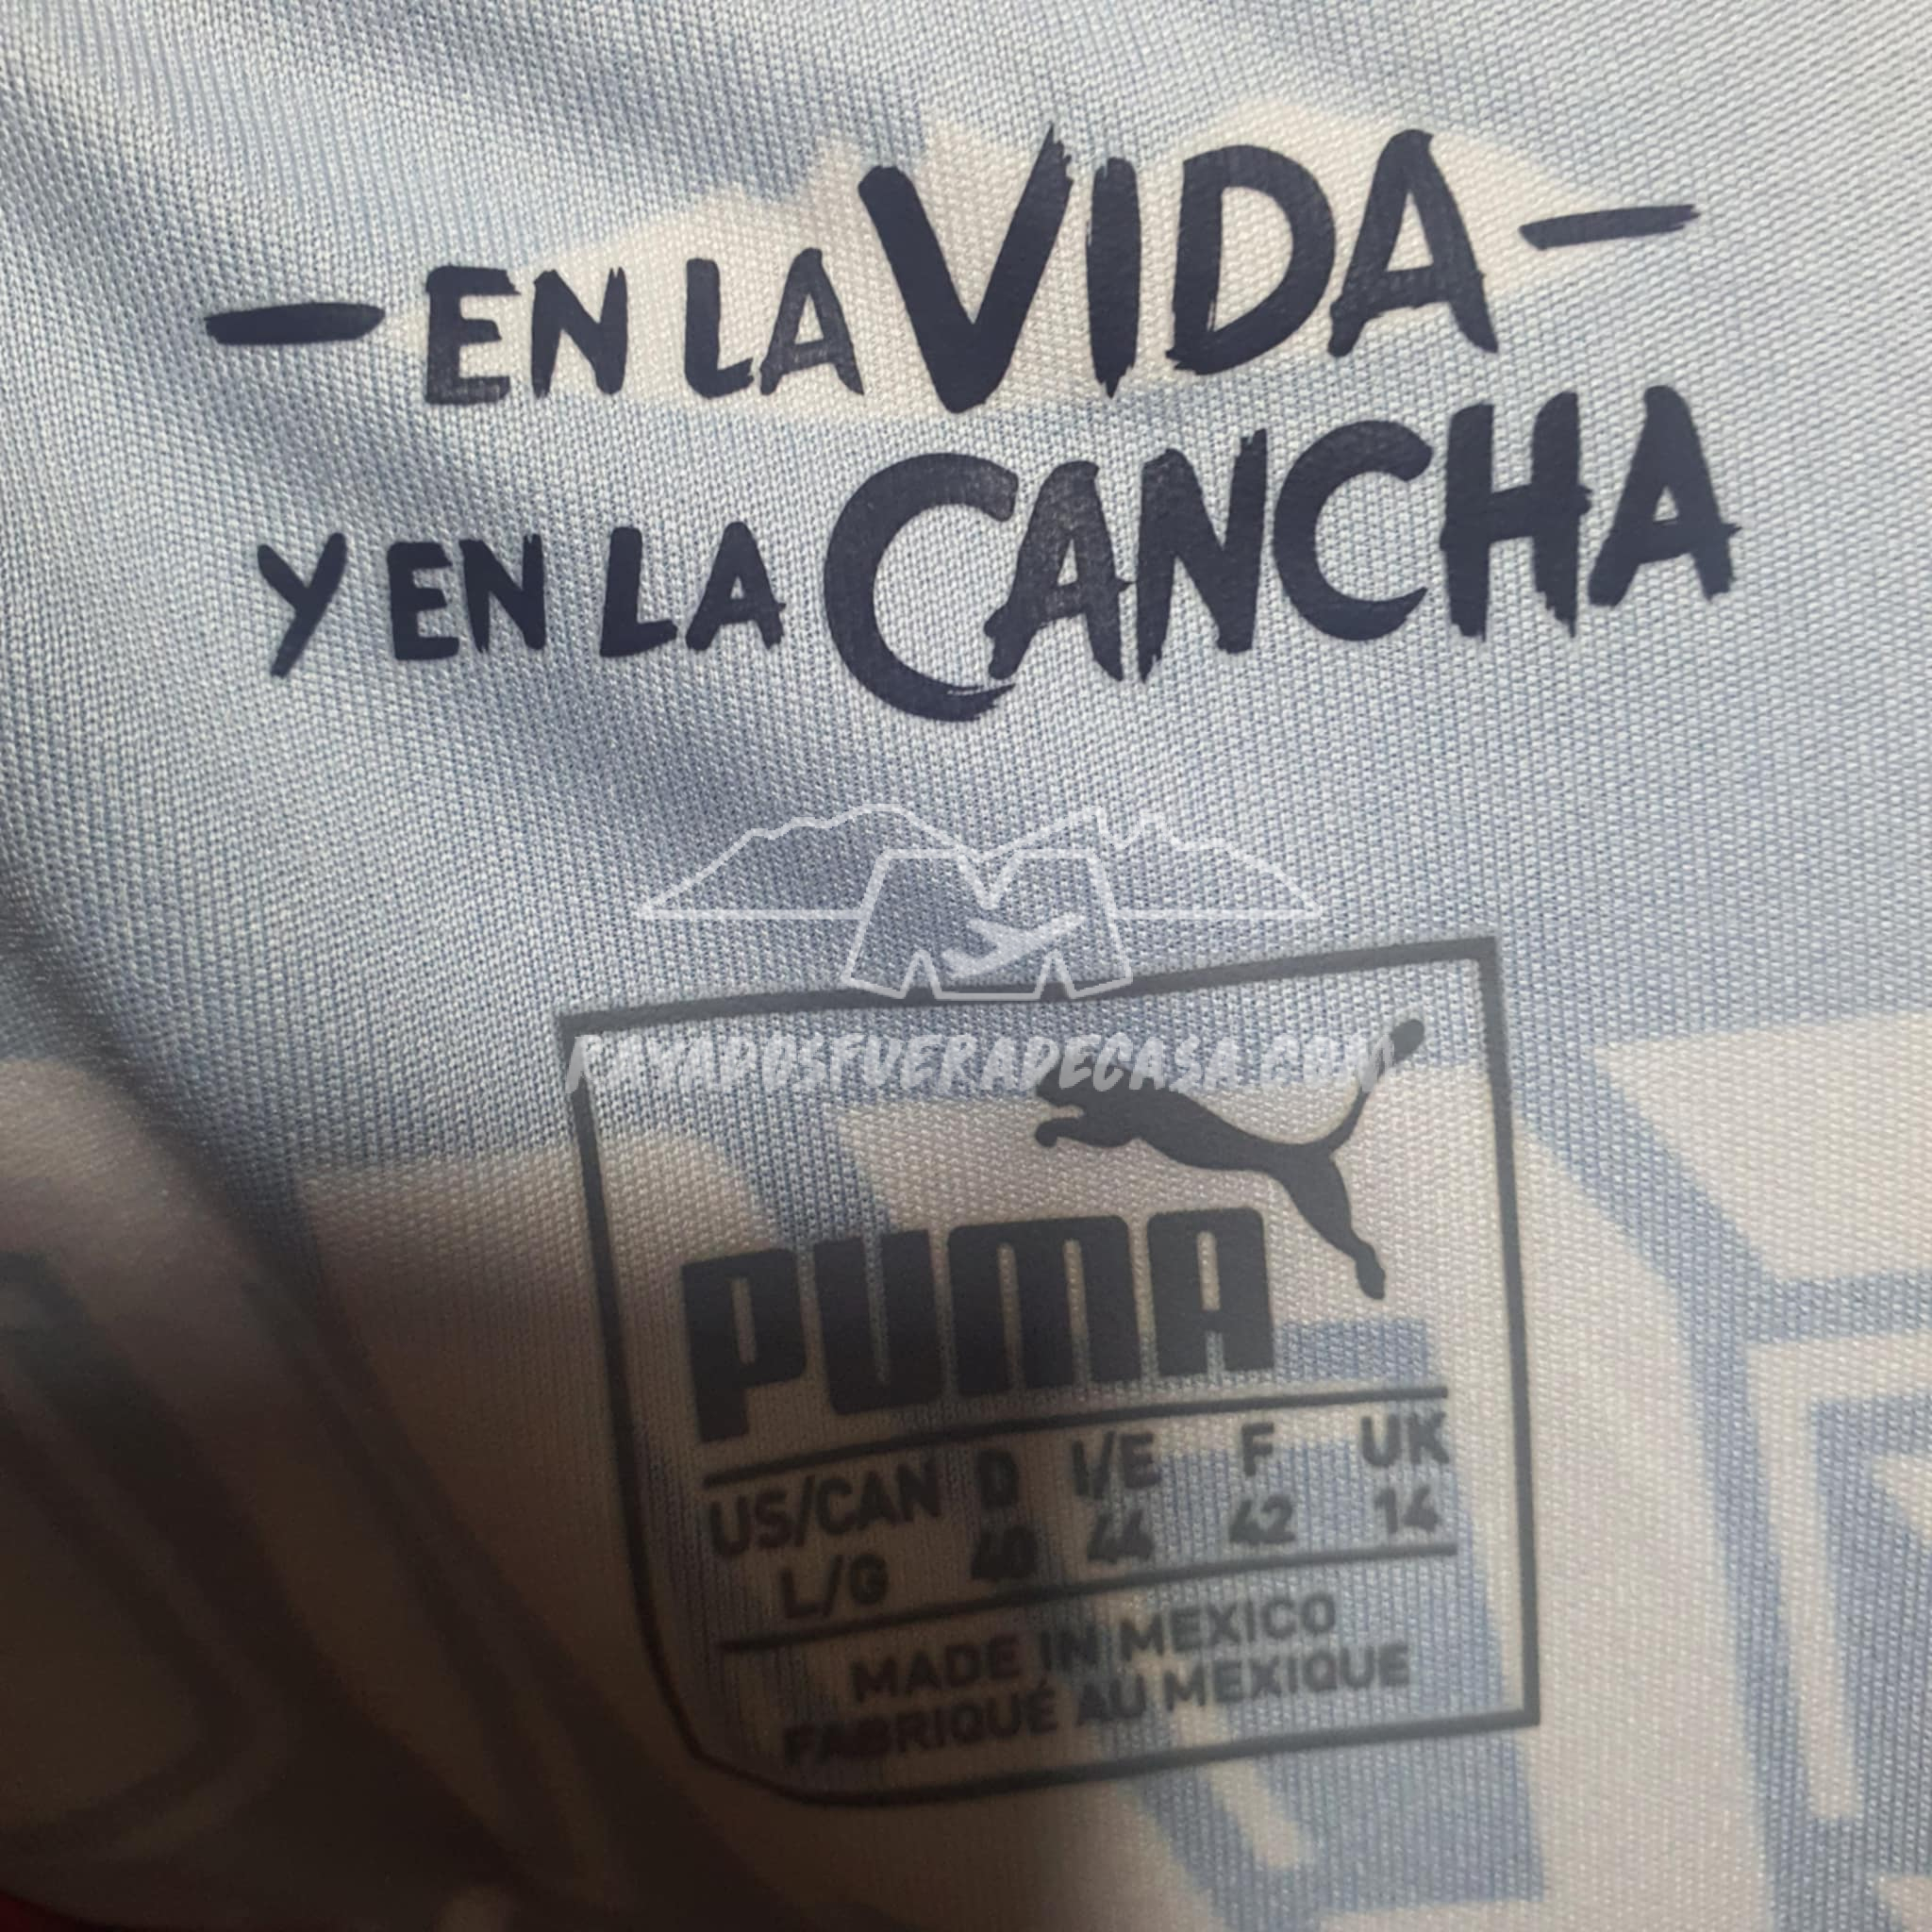 EN LA VIDA
Y EN LA CANCHA
RAYADOSFUERADECASA.COM
PUMA
US/CAN D I/E F UK
L/G 40 44 42 14
MADE IN MEXICO
FABRIQUÉ AU MEXIQUE